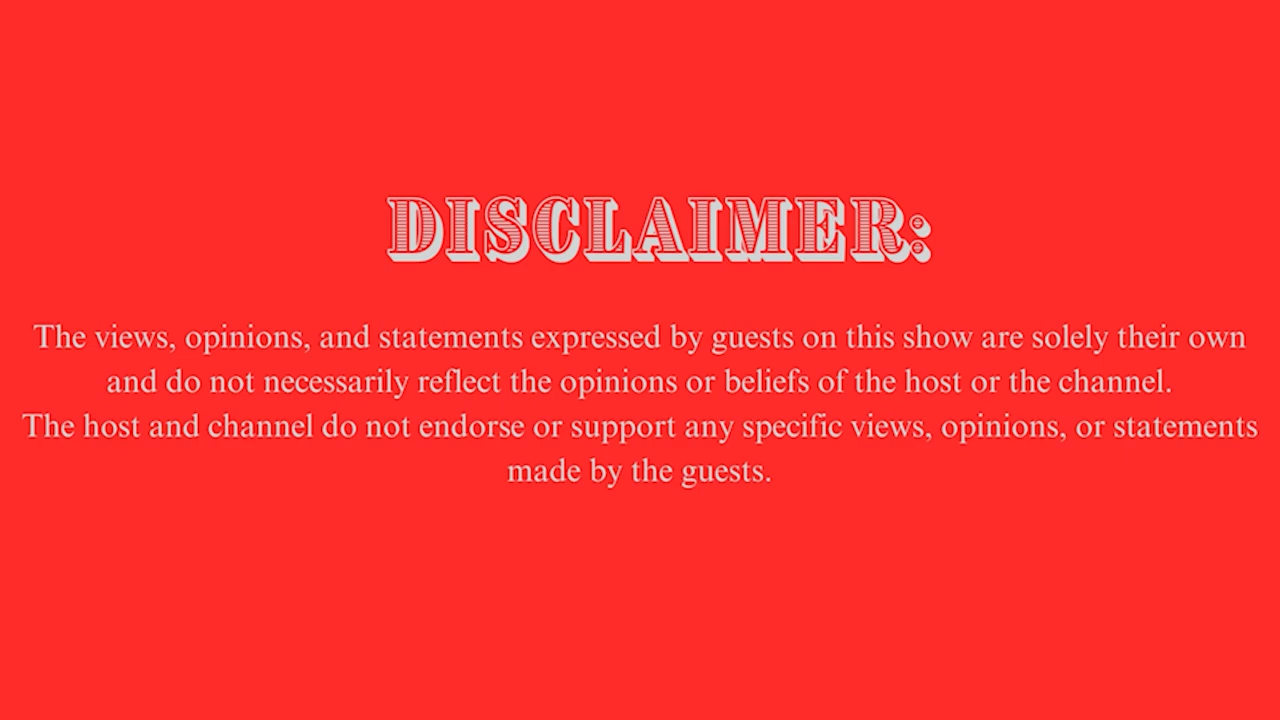 DISCLAIMER:
The views, opinions, and statements expressed by guests on this show are solely their own
and do not necessarily reflect the opinions or beliefs of the host or the channel.
The host and channel do not endorse or support any specific views, opinions, or statements
made by the guests.